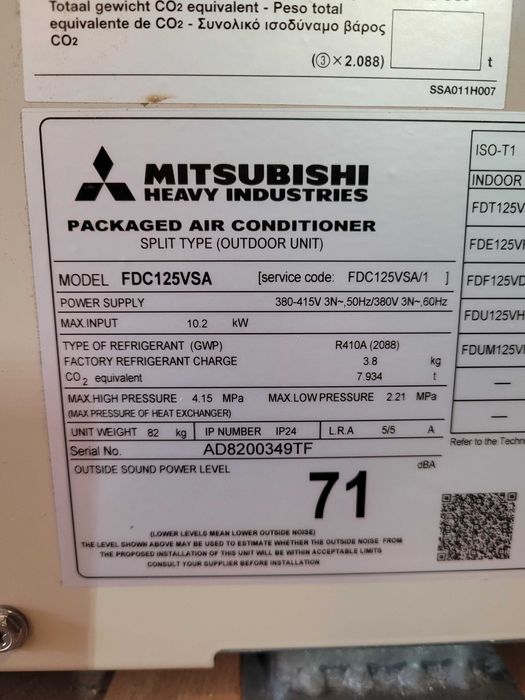 Totaal gewicht CO2 equivalent - Peso total
equivalente de CO2 - Συνολικό ισοδύναμο βάρος
CO2
(③×2.088) t
SSA011H007
MITSUBISHI
HEAVY INDUSTRIES
PACKAGED AIR CONDITIONER
SPLIT TYPE (OUTDOOR UNIT)
MODEL FDC125VSA [service code: FDC125VSA/1 ]
POWER SUPPLY 380-415V 3N~,50Hz/380V 3N~,60Hz
MAX.INPUT 10.2 kW
TYPE OF REFRIGERANT (GWP) R410A (2088)
FACTORY REFRIGERANT CHARGE 3.8 kg
CO2 equivalent 7.934 t
MAX.HIGH PRESSURE 4.15 MPa MAX.LOW PRESSURE 2.21 MPa
(MAX PRESSURE OF HEAT EXCHANGER)
UNIT WEIGHT 82 kg IP NUMBER IP24 L.R.A 5/5 A
Serial No. AD8200349TF
OUTSIDE SOUND POWER LEVEL 71 dBA
(LOWER LEVELS MEAN LOWER OUTSIDE NOISE)
THE LEVEL SHOWN ABOVE MAY BE USED TO ESTIMATE WHETHER THE OUTSIDE NOISE FROM
THE PROPOSED INSTALLATION OF THIS UNIT WILL BE WITHIN ACCEPTABLE LIMITS
CONSULT YOUR SUPPLIER BEFORE INSTALLATION
ISO-T1
INDOOR
FDT125V
FDE125V
FDF125VD
FDU125VH
FDUM125V
—
—
Refer to the Techn